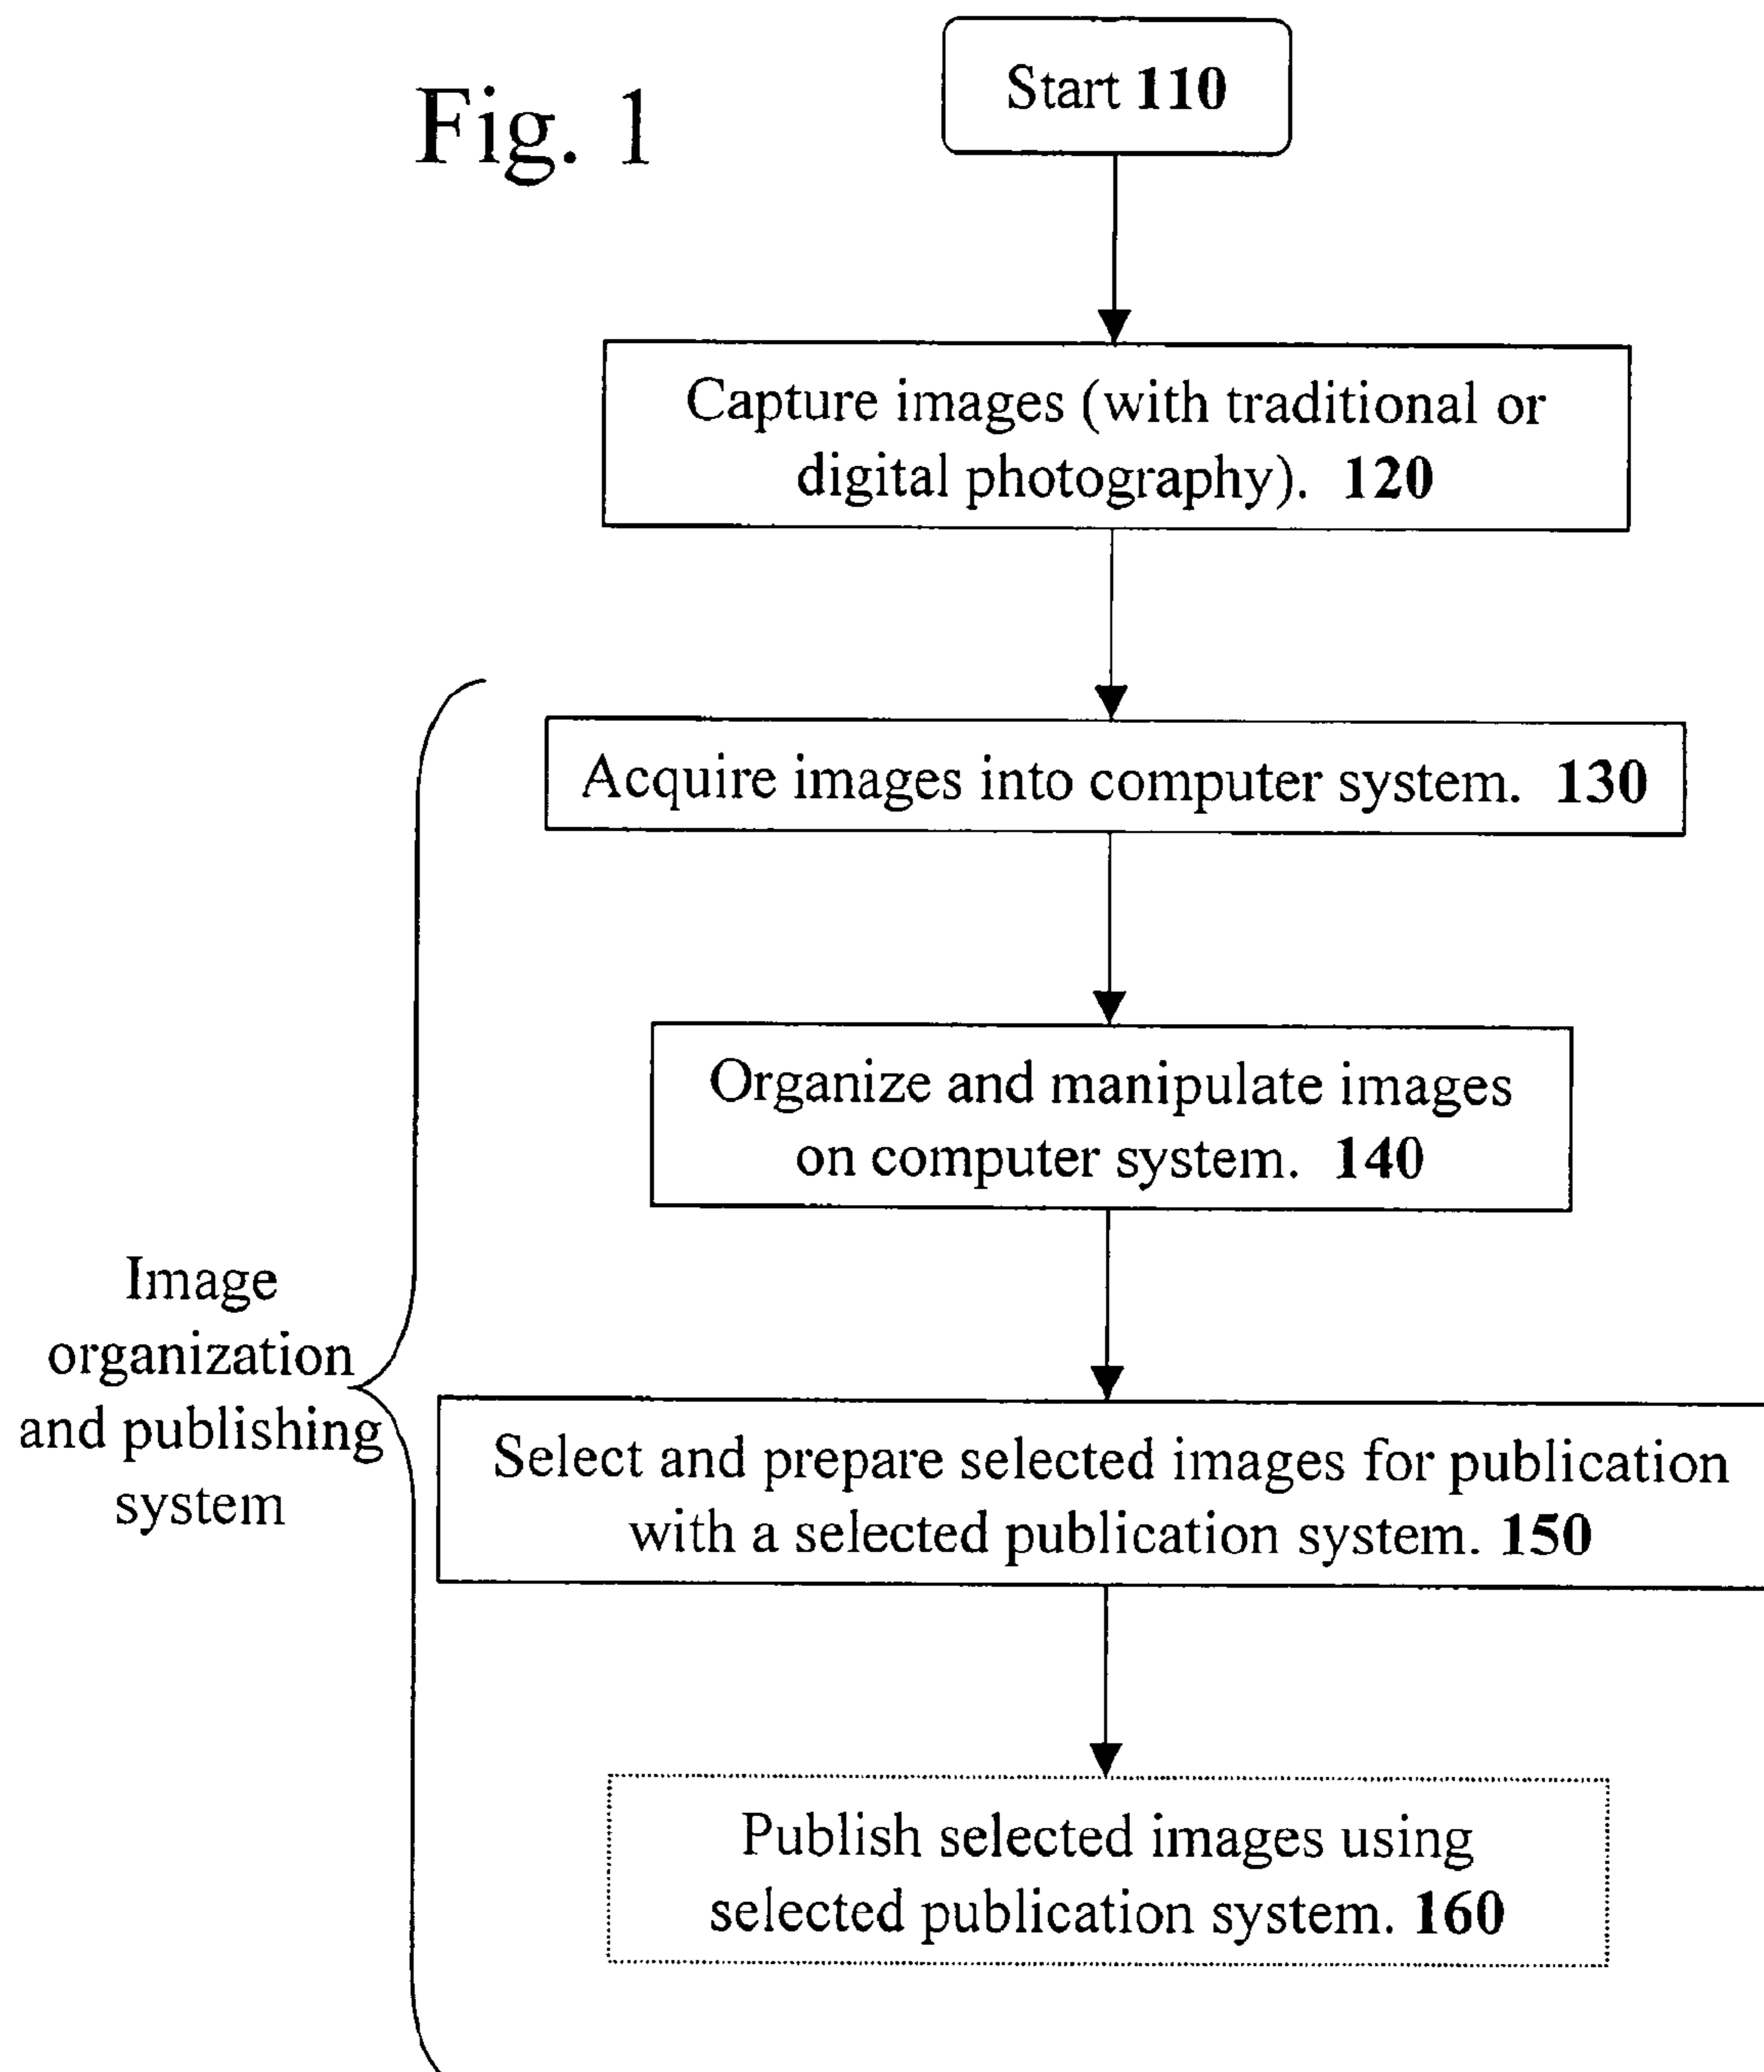 Fig. 1
Start 110
Capture images (with traditional or
digital photography). 120
Acquire images into computer system. 130
Organize and manipulate images
on computer system. 140
Image
organization
and publishing
system
Select and prepare selected images for publication
with a selected publication system. 150
Publish selected images using
selected publication system. 160